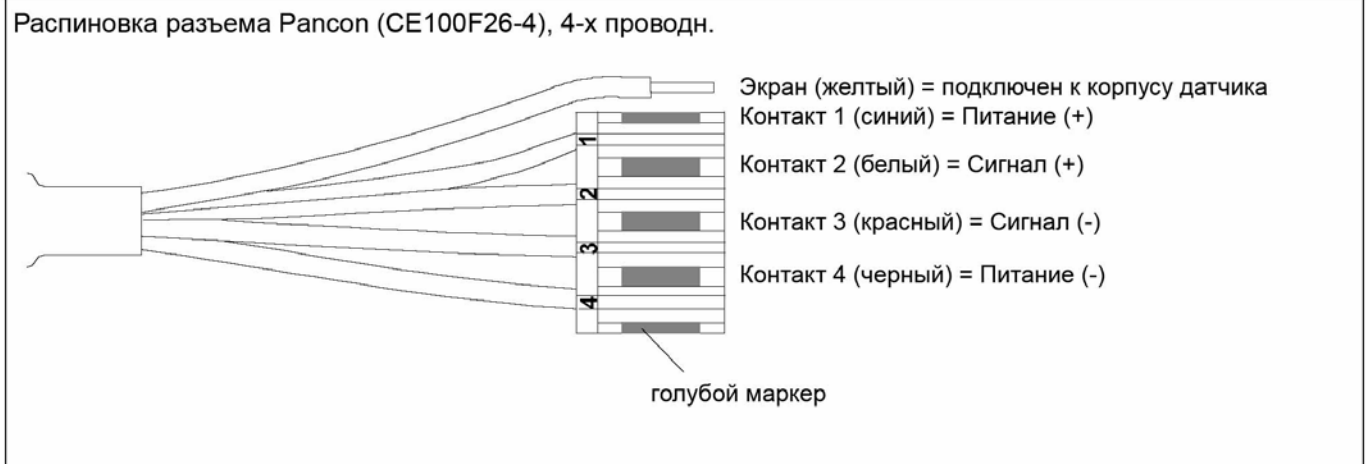 Распиновка разъема Pancon (CE100F26-4), 4-х проводн.
Экран (желтый) = подключен к корпусу датчика
Контакт 1 (синий) = Питание (+)
1
Контакт 2 (белый) = Сигнал (+)
2
Контакт 3 (красный) = Сигнал (-)
3
Контакт 4 (черный) = Питание (-)
4
голубой маркер